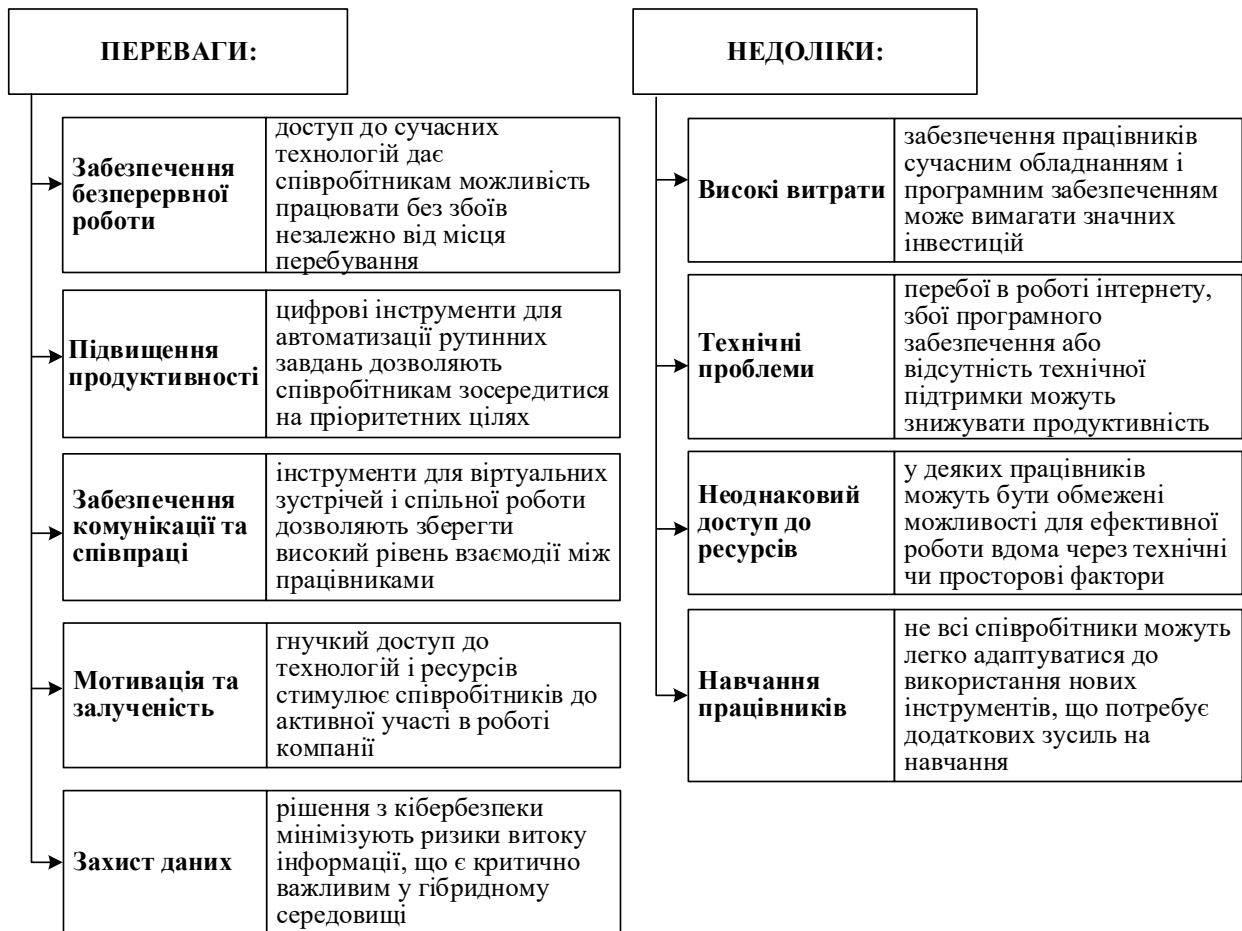 ПЕРЕВАГИ:
Забезпечення
безперервної
роботи
доступ до сучасних
технологій дає
співробітникам можливість
працювати без збоїв
незалежно від місця
перебування
Підвищення
продуктивності
цифрові інструменти для
автоматизації рутинних
завдань дозволяють
співробітникам зосередитися
на пріоритетних цілях
Забезпечення
комунікації та
співпраці
інструменти для віртуальних
зустрічей і спільної роботи
дозволяють зберегти
високий рівень взаємодії між
працівниками
Мотивація та
залученість
гнучкий доступ до
технологій і ресурсів
стимулює співробітників до
активної участі в роботі
компанії
Захист даних
рішення з кібербезпеки
мінімізують ризики витоку
інформації, що є критично
важливим у гібридному
середовищі
НЕДОЛІКИ:
Високі витрати
забезпечення працівників
сучасним обладнанням і
програмним забезпеченням
може вимагати значних
інвестицій
Технічні
проблеми
перебої в роботі інтернету,
збої програмного
забезпечення або
відсутність технічної
підтримки можуть
знижувати продуктивність
Неоднаковий
доступ до
ресурсів
у деяких працівників
можуть бути обмежені
можливості для ефективної
роботи вдома через технічні
чи просторові фактори
Навчання
працівників
не всі співробітники можуть
легко адаптуватися до
використання нових
інструментів, що потребує
додаткових зусиль на
навчання